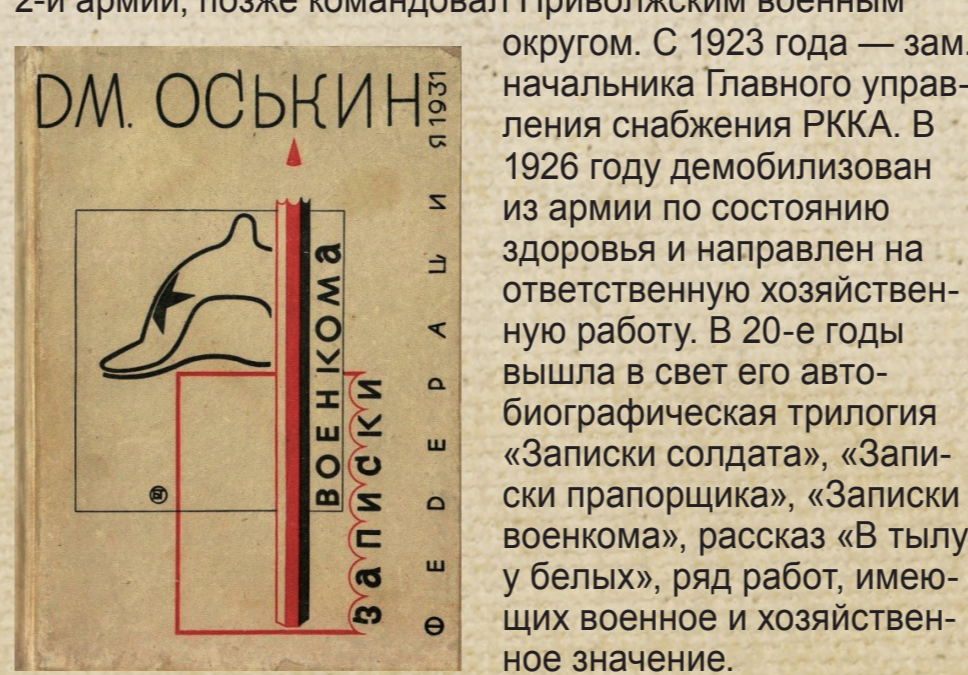 2-й армии, позже командовал Приволжским военным
округом. С 1923 года — зам.
начальника Главного управ-
ления снабжения РККА. В
1926 году демобилизован
из армии по состоянию
здоровья и направлен на
ответственную хозяйствен-
ную работу. В 20-е годы
вышла в свет его авто-
биографическая трилогия
«Записки солдата», «Запи-
ски прапорщика», «Записки
военкома», рассказ «В тылу
у белых», ряд работ, имею-
щих военное и хозяйствен-
ное значение.
DМ. ОСЬКИН
записки
ВОЕНКОМА
ФЕДЕРАЦИЯ 1931